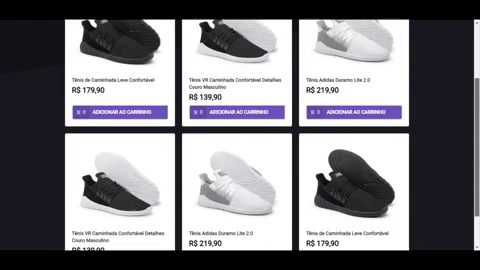 Tênis de Caminhada Leve Confortável
R$ 179,90
0 ADICIONAR AO CARRINHO
Tênis VR Caminhada Confortável Detalhes
Couro Masculino
R$ 139,90
0 ADICIONAR AO CARRINHO
Tênis Adidas Duramo Lite 2.0
R$ 219,90
0 ADICIONAR AO CARRINHO
Tênis VR Caminhada Confortável Detalhes
Couro Masculino
R$ 139,90
Tênis Adidas Duramo Lite 2.0
R$ 219,90
Tênis de Caminhada Leve Confortável
R$ 179,90